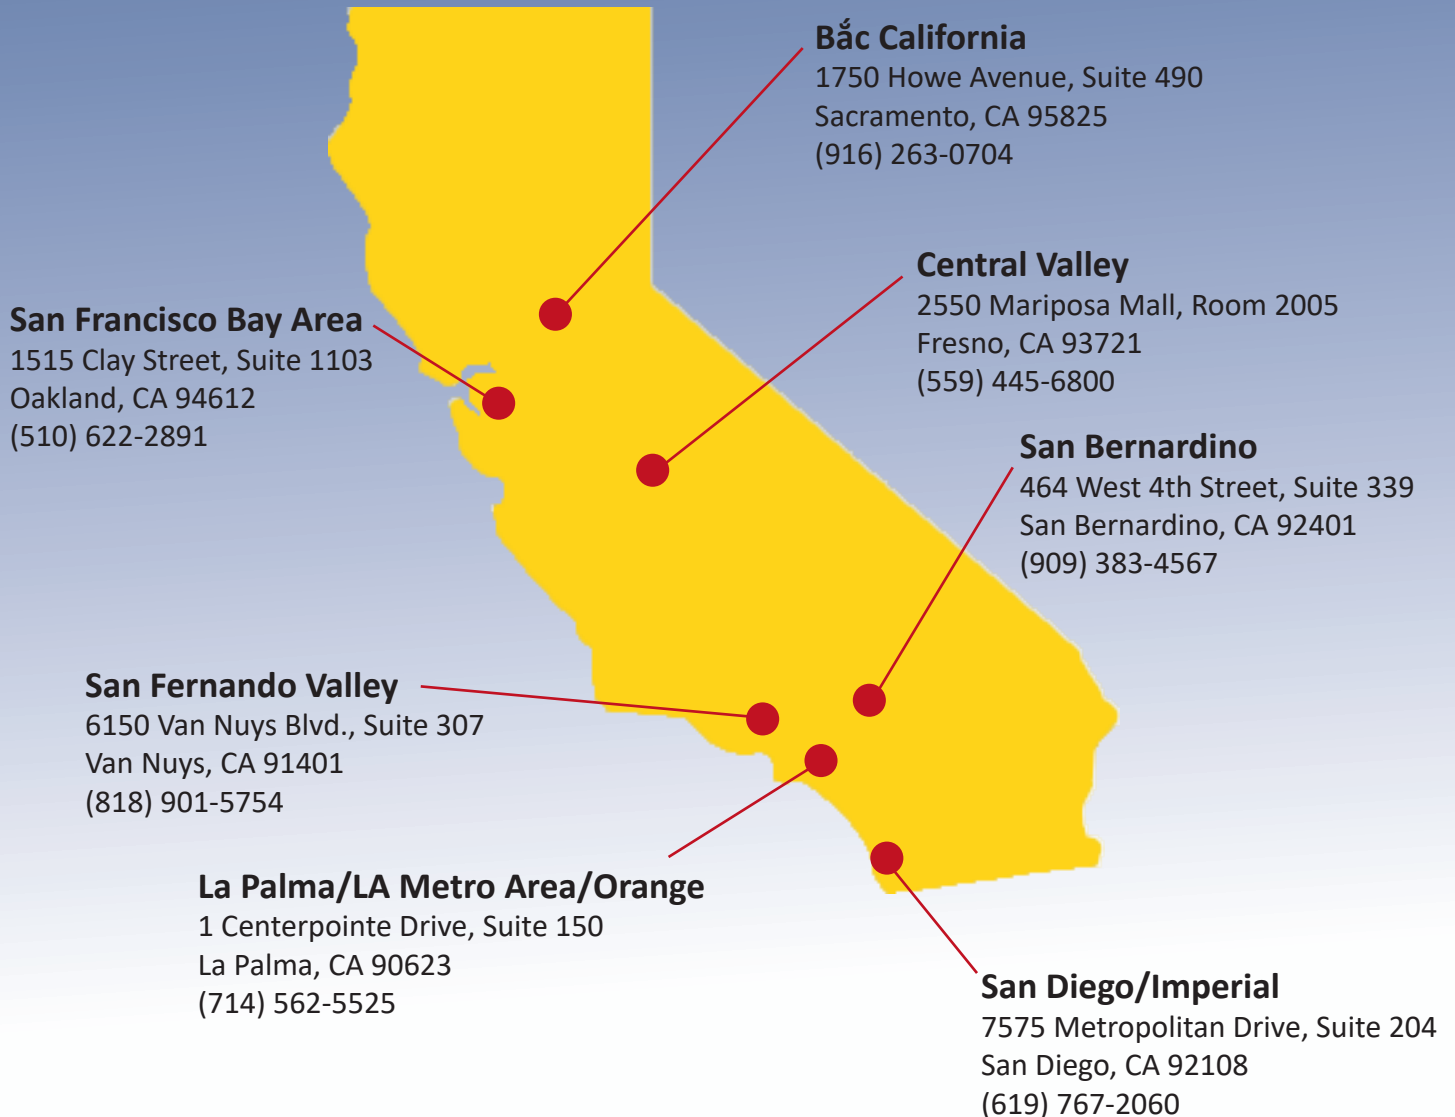 Bắc California
1750 Howe Avenue, Suite 490
Sacramento, CA 95825
(916) 263-0704
Central Valley
2550 Mariposa Mall, Room 2005
Fresno, CA 93721
(559) 445-6800
San Francisco Bay Area
1515 Clay Street, Suite 1103
Oakland, CA 94612
(510) 622-2891
San Bernardino
464 West 4th Street, Suite 339
San Bernardino, CA 92401
(909) 383-4567
San Fernando Valley
6150 Van Nuys Blvd., Suite 307
Van Nuys, CA 91401
(818) 901-5754
La Palma/LA Metro Area/Orange
1 Centerpointe Drive, Suite 150
La Palma, CA 90623
(714) 562-5525
San Diego/Imperial
7575 Metropolitan Drive, Suite 204
San Diego, CA 92108
(619) 767-2060